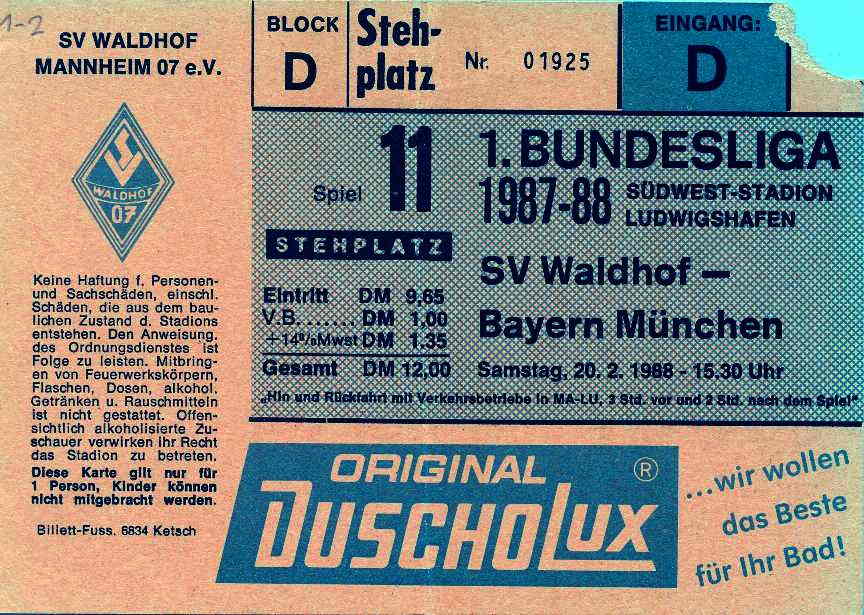 1-2
SV WALDHOF
MANNHEIM 07 e.V.
SV
WALDHOF
07
Keine Haftung f. Personen-
und Sachschäden, einschl.
Schäden, die aus dem bau-
lichen Zustand d. Stadions
entstehen. Den Anweisung.
des Ordnungsdienstes ist
Folge zu leisten. Mitbring-
en von Feuerwerkskörpern,
Flaschen, Dosen, alkohol.
Getränken u. Rauschmitteln
ist nicht gestattet. Offen-
sichtlich alkoholisierte Zu-
schauer verwirken ihr Recht
das Stadion zu betreten.
Diese Karte gilt nur für
1 Person, Kinder können
nicht mitgebracht werden.
Billett-Fuss. 6834 Ketsch
BLOCK
D
Steh-
platz
Nr. 01925
EINGANG:
D
Spiel 11
STEHPLATZ
Eintritt DM 9,65
V.B. ....... DM 1,00
+14%Mwst DM 1,35
Gesamt DM 12,00
1. BUNDESLIGA
1987-88
SÜDWEST-STADION
LUDWIGSHAFEN
SV Waldhof –
Bayern München
Samstag, 20. 2. 1988 - 15.30 Uhr
„Hin und Rückfahrt mit Verkehrsbetriebe in MA-LU, 3 Std. vor und 2 Std. nach dem Spiel“
ORIGINAL ®
DUSCHOLUX
...wir wollen
das Beste
für Ihr Bad!